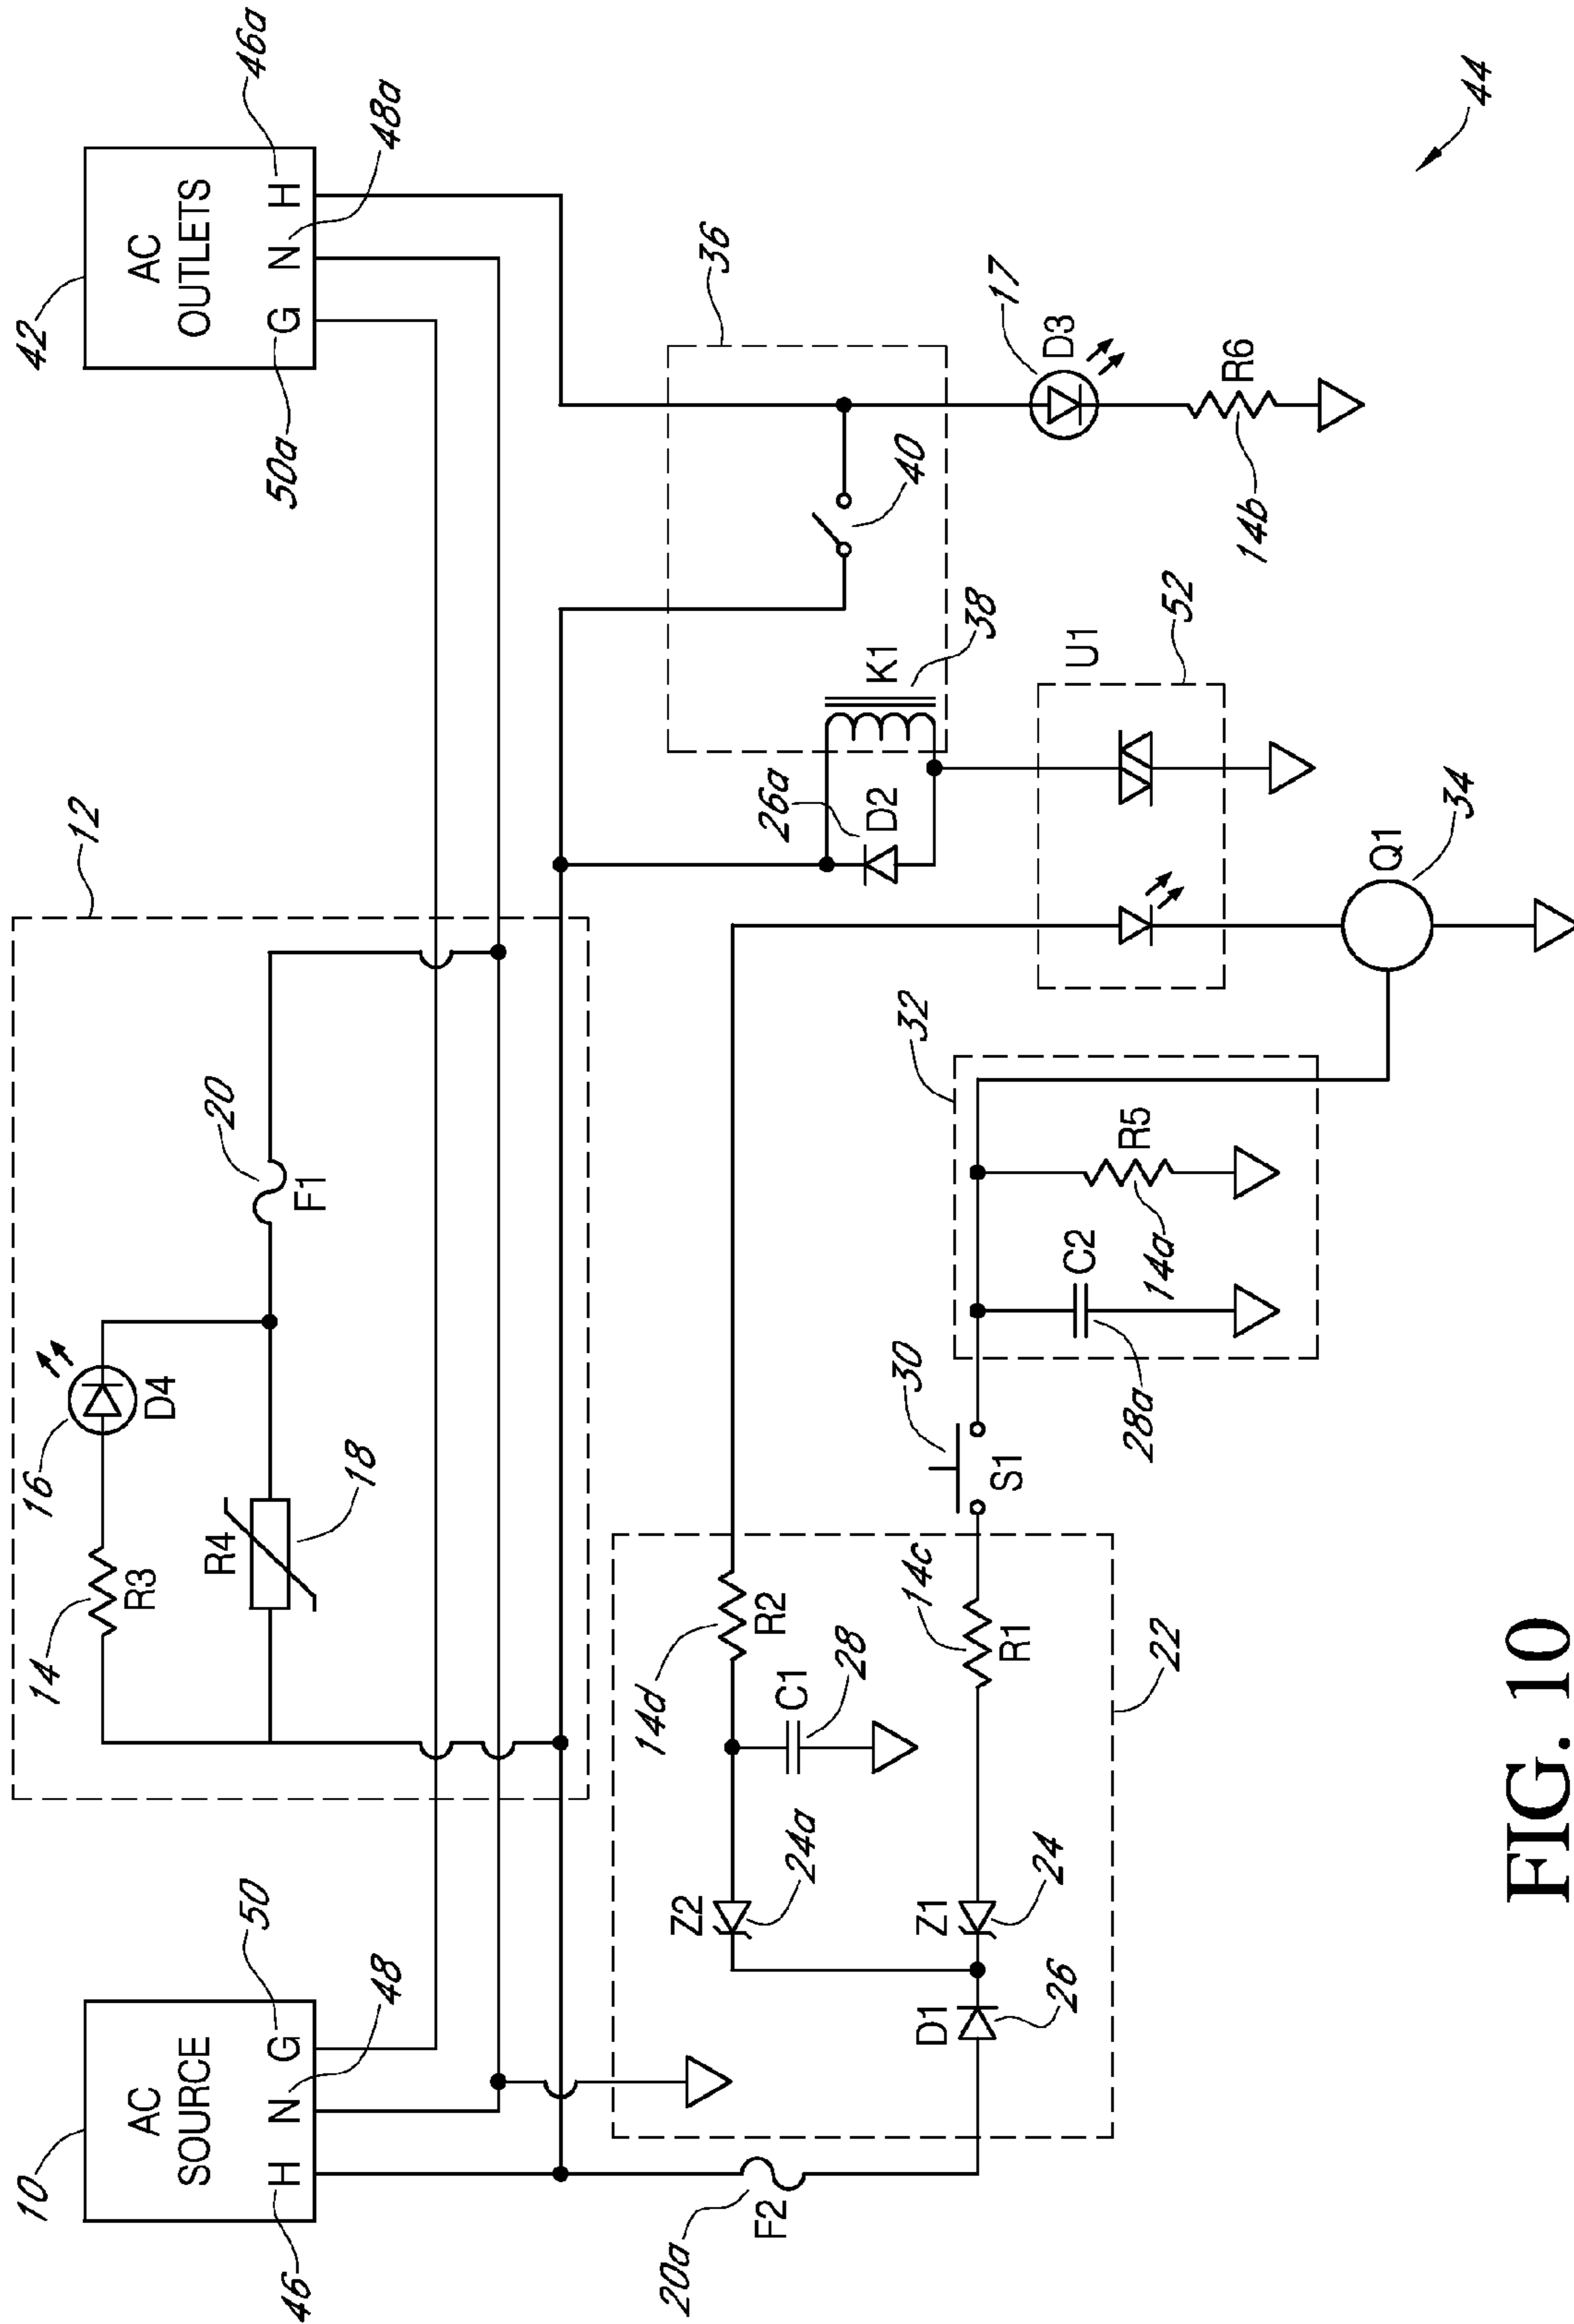 10
AC
SOURCE
H
N
G
46
48
50
12
14
R3
16
D4
R4
18
20
F1
42
AC
OUTLETS
G
N
H
50a
48a
46a
20a
F2
22
Z2
24a
14d
R2
C1
28
D1
26
Z1
24
14c
R1
30
S1
32
28a
C2
14a
R5
26a
D2
K1
38
36
40
17
D3
14b
R6
U1
52
Q1
34
44
FIG. 10